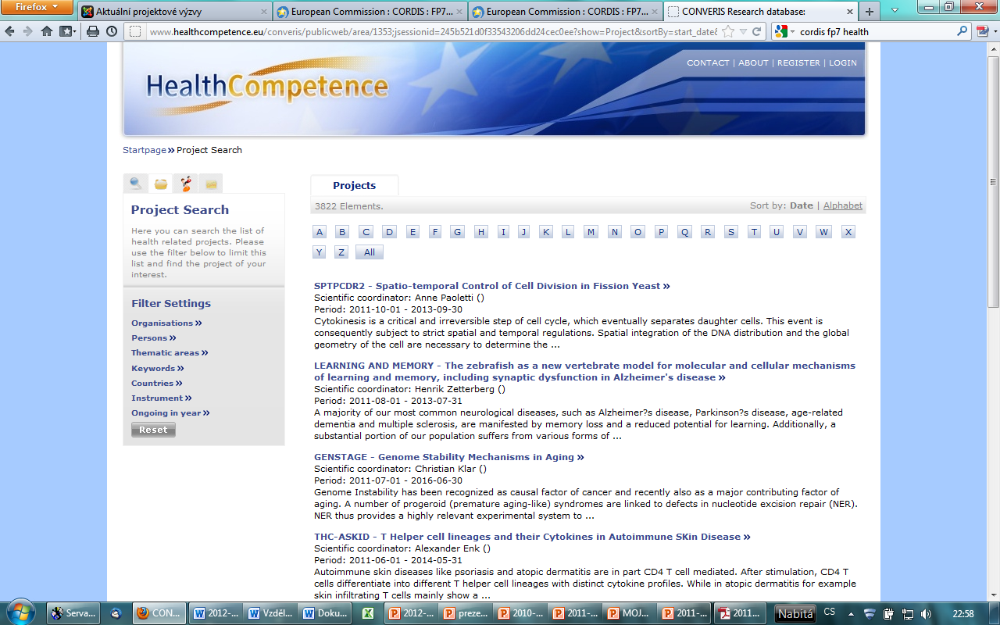 Firefox
Aktuální projektové výzvy
European Commission : CORDIS : FP7...
European Commission : CORDIS : FP7...
CONVERIS Research database:
www.healthcompetence.eu/converis/publicweb/area/1353;jsessionid=245b521d0f33543206dd24cec0ee?show=Project&sortBy=start_date&
cordis fp7 health
HealthCompetence
CONTACT | ABOUT | REGISTER | LOGIN
Startpage » Project Search
Project Search
Here you can search the list of
health related projects. Please
use the filter below to limit this
list and find the project of your
interest.
Filter Settings
Organisations »
Persons »
Thematic areas »
Keywords »
Countries »
Instrument »
Ongoing in year »
Reset
Projects
3822 Elements.
Sort by: Date | Alphabet
A B C D E F G H I J K L M N O P Q R S T U V W X
Y Z All
SPTPCDR2 - Spatio-temporal Control of Cell Division in Fission Yeast »
Scientific coordinator: Anne Paoletti ()
Period: 2011-10-01 - 2013-09-30
Cytokinesis is a critical and irreversible step of cell cycle, which eventually separates daughter cells. This event is
consequently subject to strict spatial and temporal regulations. Spatial integration of the DNA distribution and the global
geometry of the cell are necessary to determine the ...
LEARNING AND MEMORY - The zebrafish as a new vertebrate model for molecular and cellular mechanisms
of learning and memory, including synaptic dysfunction in Alzheimer's disease »
Scientific coordinator: Henrik Zetterberg ()
Period: 2011-08-01 - 2013-07-31
A majority of our most common neurological diseases, such as Alzheimer?s disease, Parkinson?s disease, age-related
dementia and multiple sclerosis, are manifested by memory loss and a reduced potential for learning. Additionally, a
substantial portion of our population suffers from various forms of ...
GENSTAGE - Genome Stability Mechanisms in Aging »
Scientific coordinator: Christian Klar ()
Period: 2011-07-01 - 2016-06-30
Genome Instability has been recognized as causal factor of cancer and recently also as a major contributing factor of
aging. A number of progeroid (premature aging-like) syndromes are linked to defects in nucleotide excision repair (NER).
NER thus provides a highly relevant experimental system to ...
THC-ASKID - T Helper cell lineages and their Cytokines in Autoimmune SKin Disease »
Scientific coordinator: Alexander Enk ()
Period: 2011-06-01 - 2014-05-31
Autoimmune skin diseases like psoriasis and atopic dermatitis are in part CD4 T cell mediated. After stimulation, CD4 T
cells differentiate into different T helper cell lineages with distinct cytokine profiles. While in atopic dermatitis for example
skin infiltrating T cells mainly show a ...
Serva... CON... 2012-... Vzděl... Doku... 2012-... preze... 2010-... 2011-... MOJ... 2011-... 2011... Nabitá CS 22:58